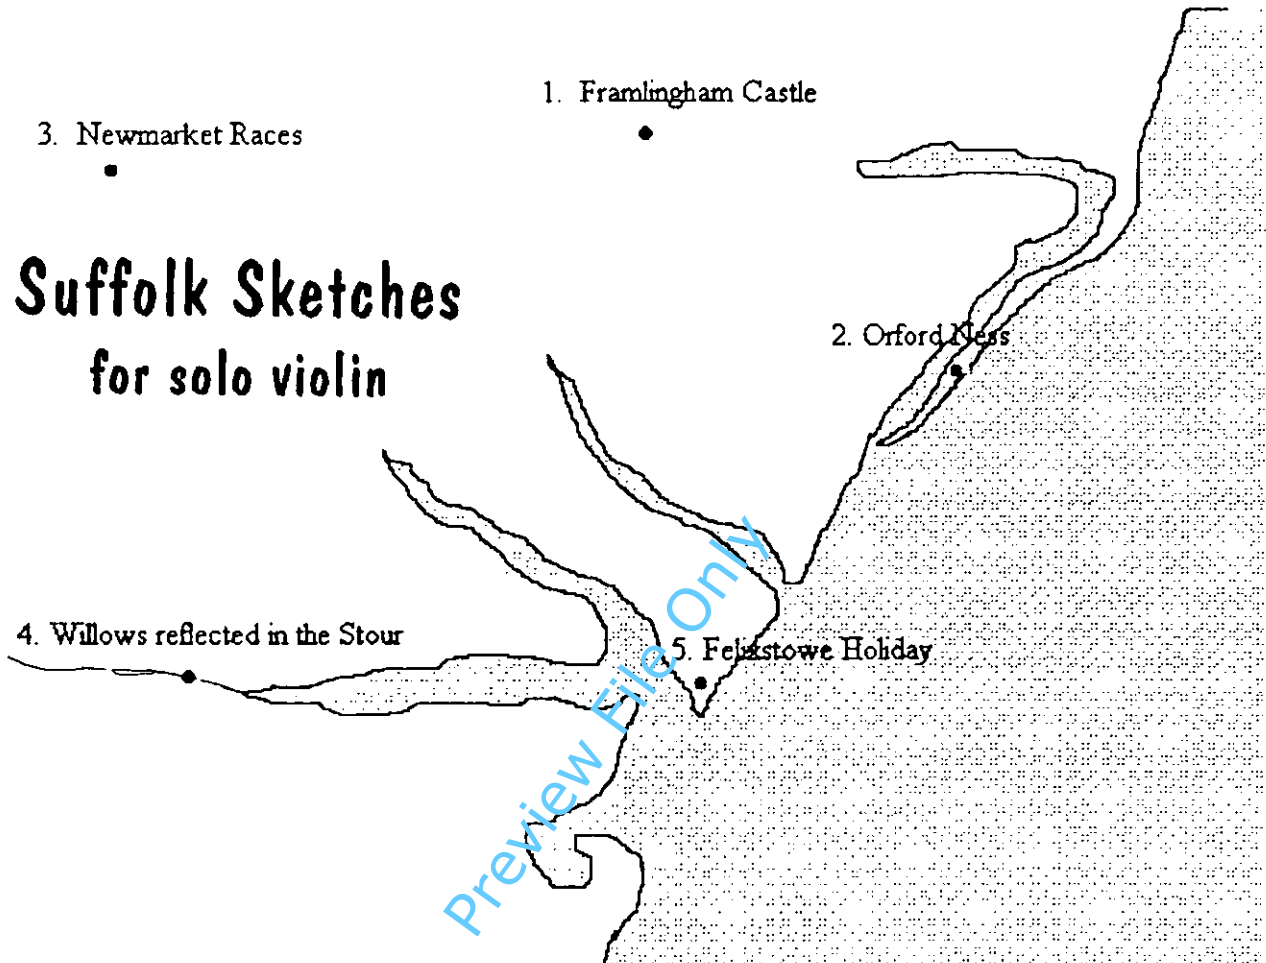 1. Framlingham Castle
3. Newmarket Races
Suffolk Sketches
for solo violin
2. Orford Ness
4. Willows reflected in the Stour
5. Felixstowe Holiday
Preview File Only